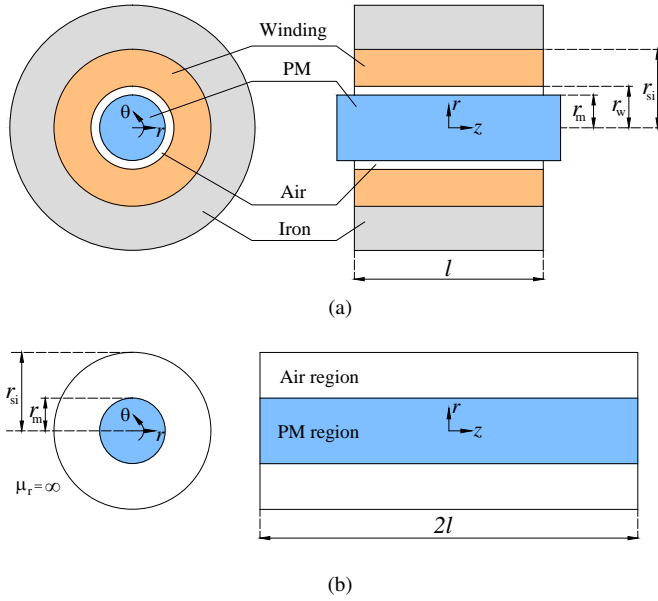 Winding
PM
θ
r
Air
Iron
r
z
r_m
r_w
r_si
l
(a)
r_si
r_m
θ
r
μ_r = ∞
Air region
PM region
r
z
2l
(b)